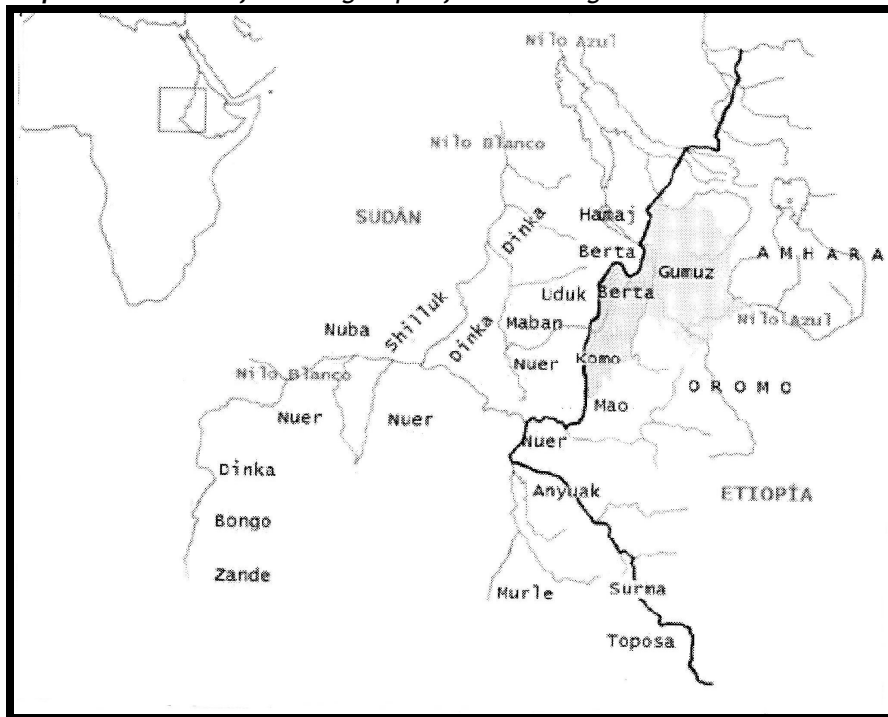 Nilo Azul
Nilo Blanco
SUDÁN
Dinka
Hamaj
Berta
AMHARA
Gumuz
Uduk
Berta
Nilo Azul
Shilluk
Dinka
Maban
Nuba
Nuer
Komo
Nilo Blanco
OROMO
Mao
Nuer
Nuer
Nuer
Dinka
Anyuak
ETIOPÍA
Bongo
Zande
Murle
Surma
Toposa